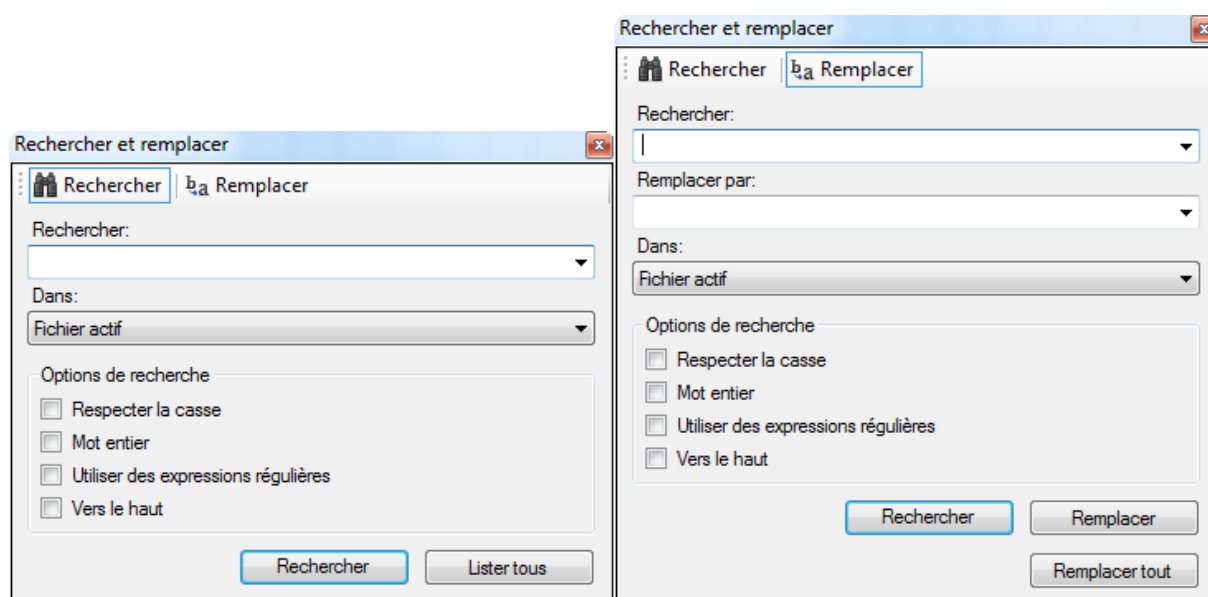 Rechercher et remplacer
Rechercher
Remplacer
Rechercher:
Dans:
Fichier actif
Options de recherche
Respecter la casse
Mot entier
Utiliser des expressions régulières
Vers le haut
Rechercher
Lister tous
Rechercher et remplacer
Rechercher
Remplacer
Rechercher:
Remplacer par:
Dans:
Fichier actif
Options de recherche
Respecter la casse
Mot entier
Utiliser des expressions régulières
Vers le haut
Rechercher
Remplacer
Remplacer tout